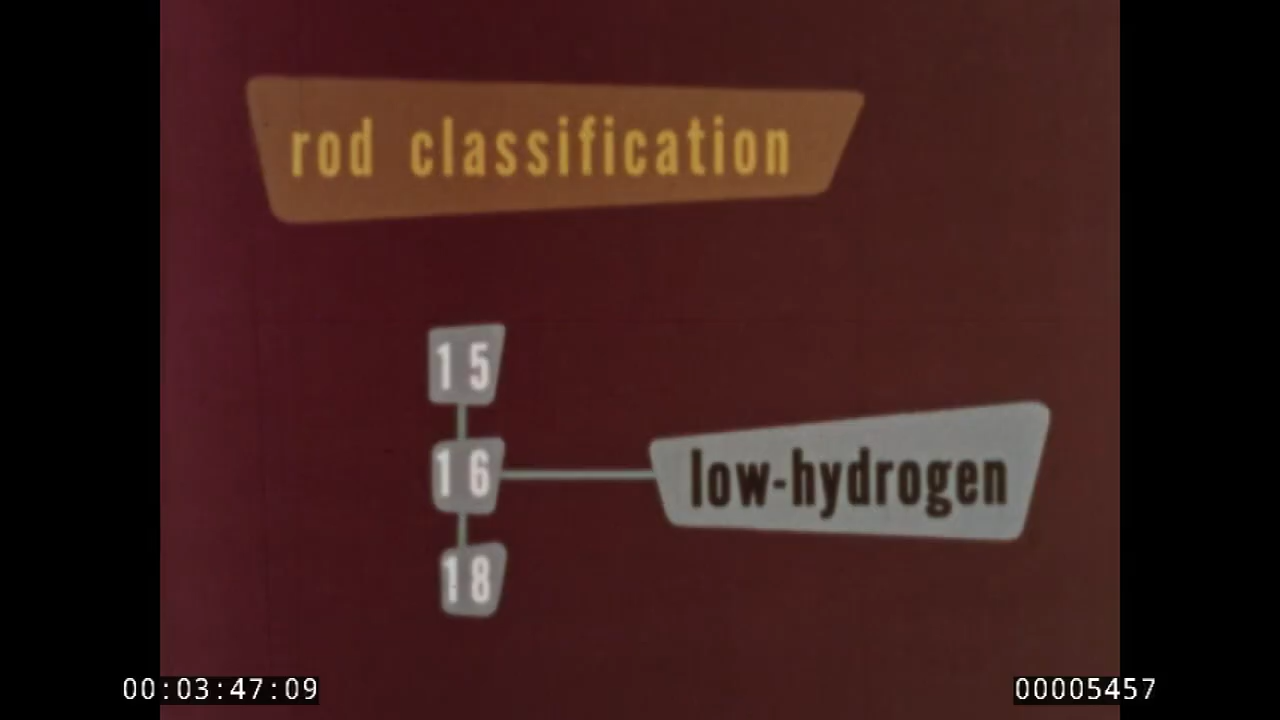 rod classification
15
16
low-hydrogen
18
00:03:47:09
00005457